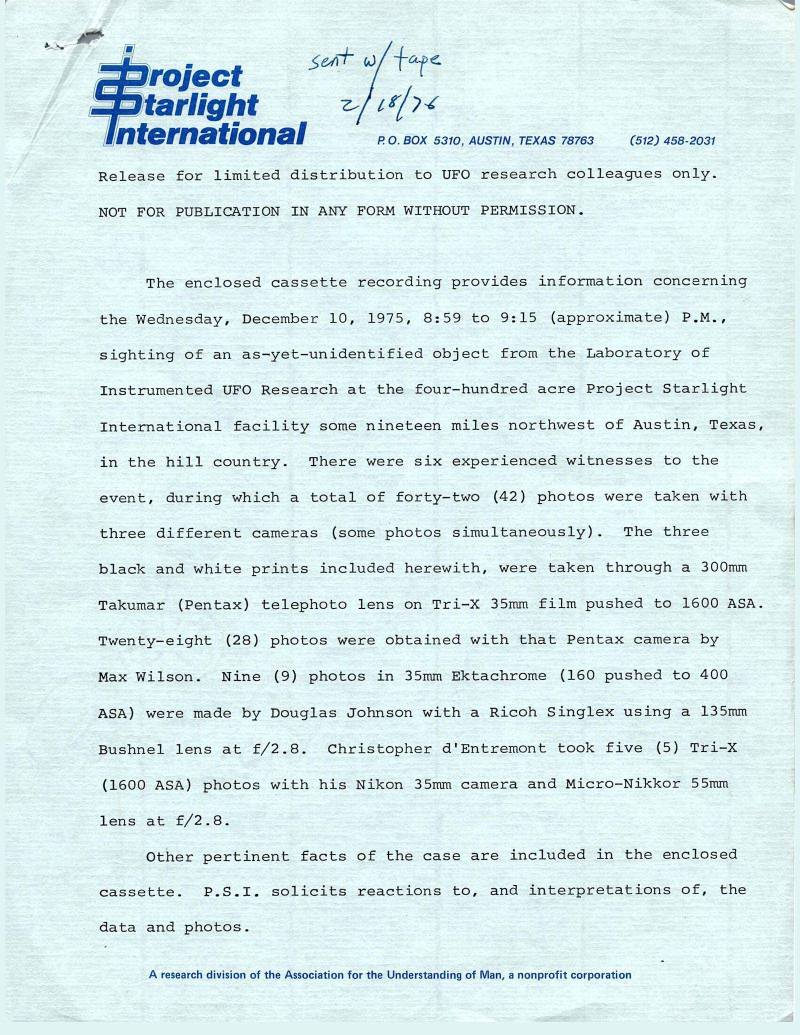 sent w/ tape
2/18/76
Project
Starlight
International
P.O. BOX 5310, AUSTIN, TEXAS 78763 (512) 458-2031
Release for limited distribution to UFO research colleagues only.
NOT FOR PUBLICATION IN ANY FORM WITHOUT PERMISSION.
The enclosed cassette recording provides information concerning
the Wednesday, December 10, 1975, 8:59 to 9:15 (approximate) P.M.,
sighting of an as-yet-unidentified object from the Laboratory of
Instrumented UFO Research at the four-hundred acre Project Starlight
International facility some nineteen miles northwest of Austin, Texas,
in the hill country. There were six experienced witnesses to the
event, during which a total of forty-two (42) photos were taken with
three different cameras (some photos simultaneously). The three
black and white prints included herewith, were taken through a 300mm
Takumar (Pentax) telephoto lens on Tri-X 35mm film pushed to 1600 ASA.
Twenty-eight (28) photos were obtained with that Pentax camera by
Max Wilson. Nine (9) photos in 35mm Ektachrome (160 pushed to 400
ASA) were made by Douglas Johnson with a Ricoh Singlex using a 135mm
Bushnel lens at f/2.8. Christopher d'Entremont took five (5) Tri-X
(1600 ASA) photos with his Nikon 35mm camera and Micro-Nikkor 55mm
lens at f/2.8.
Other pertinent facts of the case are included in the enclosed
cassette. P.S.I. solicits reactions to, and interpretations of, the
data and photos.
A research division of the Association for the Understanding of Man, a nonprofit corporation